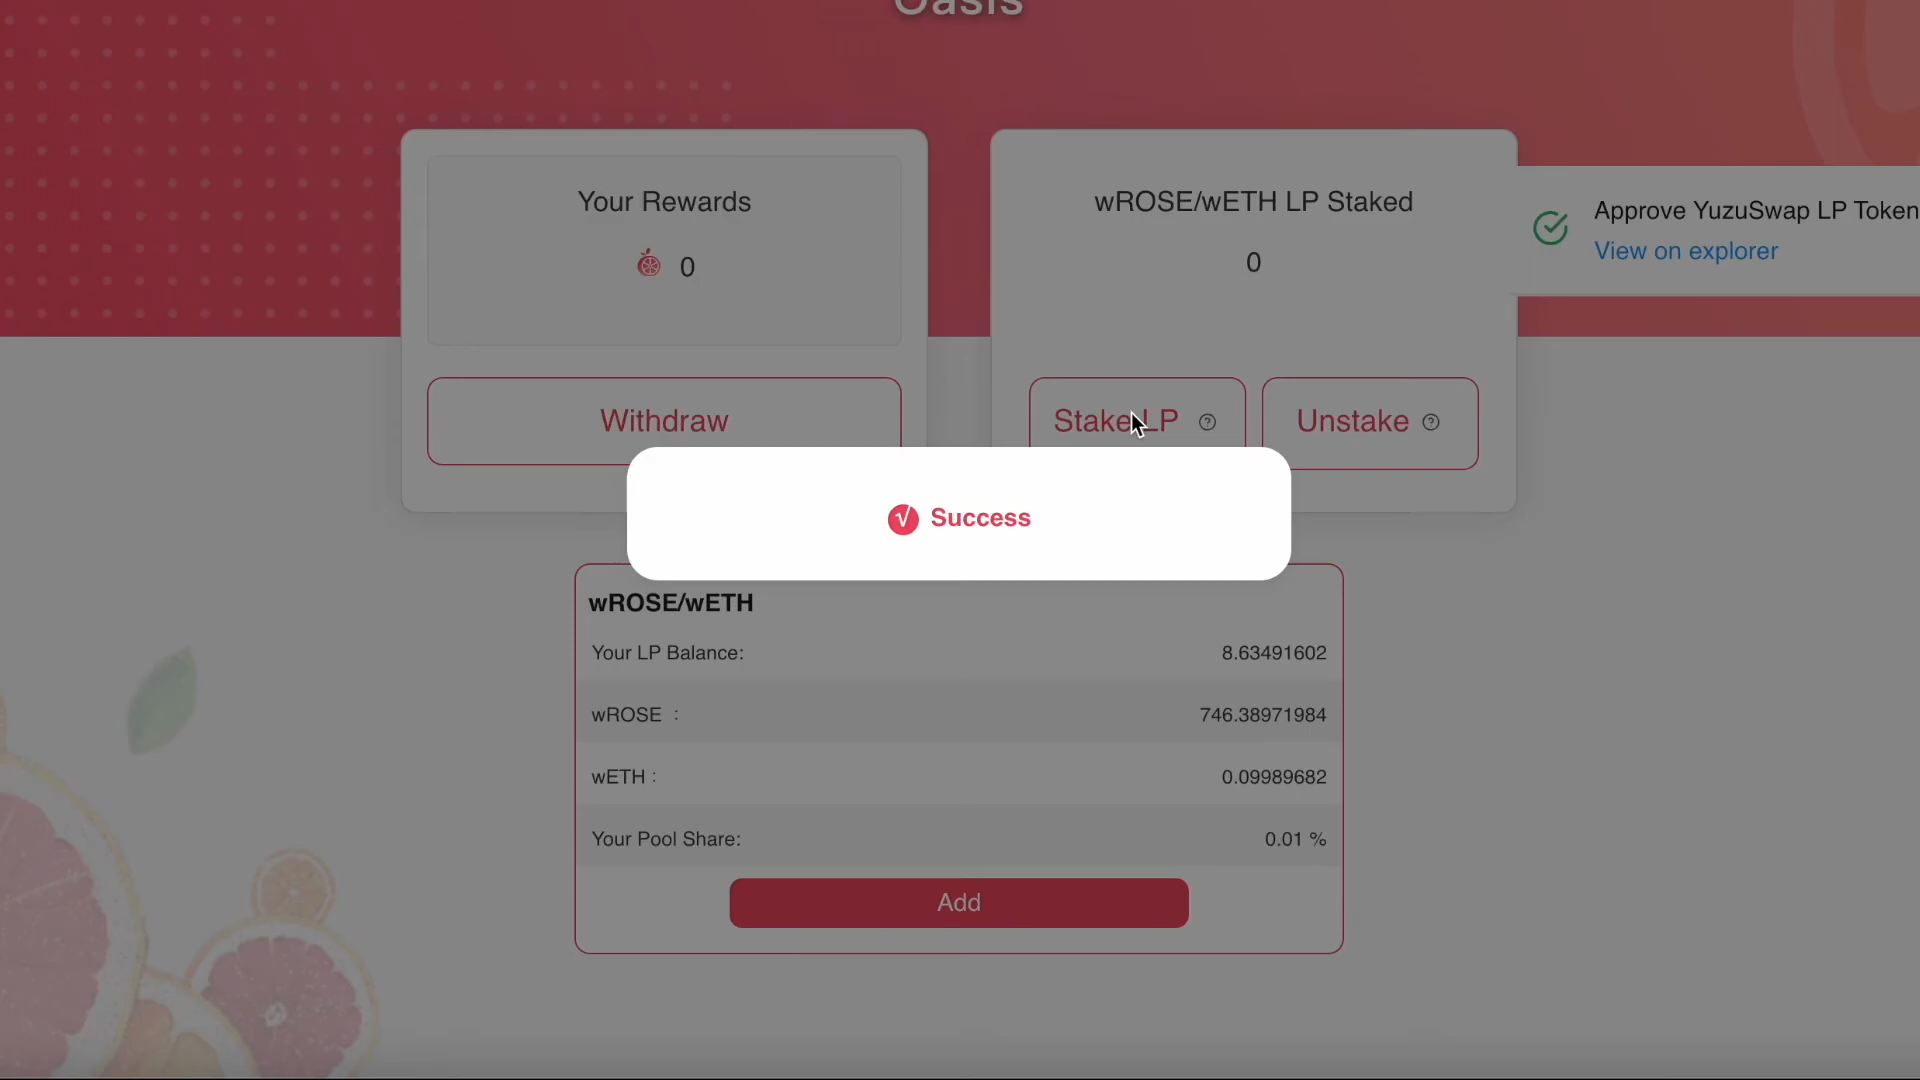 Oasis
Your Rewards
0
Withdraw
wROSE/wETH LP Staked
0
Stake LP
Unstake
Approve YuzuSwap LP Token
View on explorer
Success
wROSE/wETH
Your LP Balance: 8.63491602
wROSE : 746.38971984
wETH : 0.09989682
Your Pool Share: 0.01 %
Add